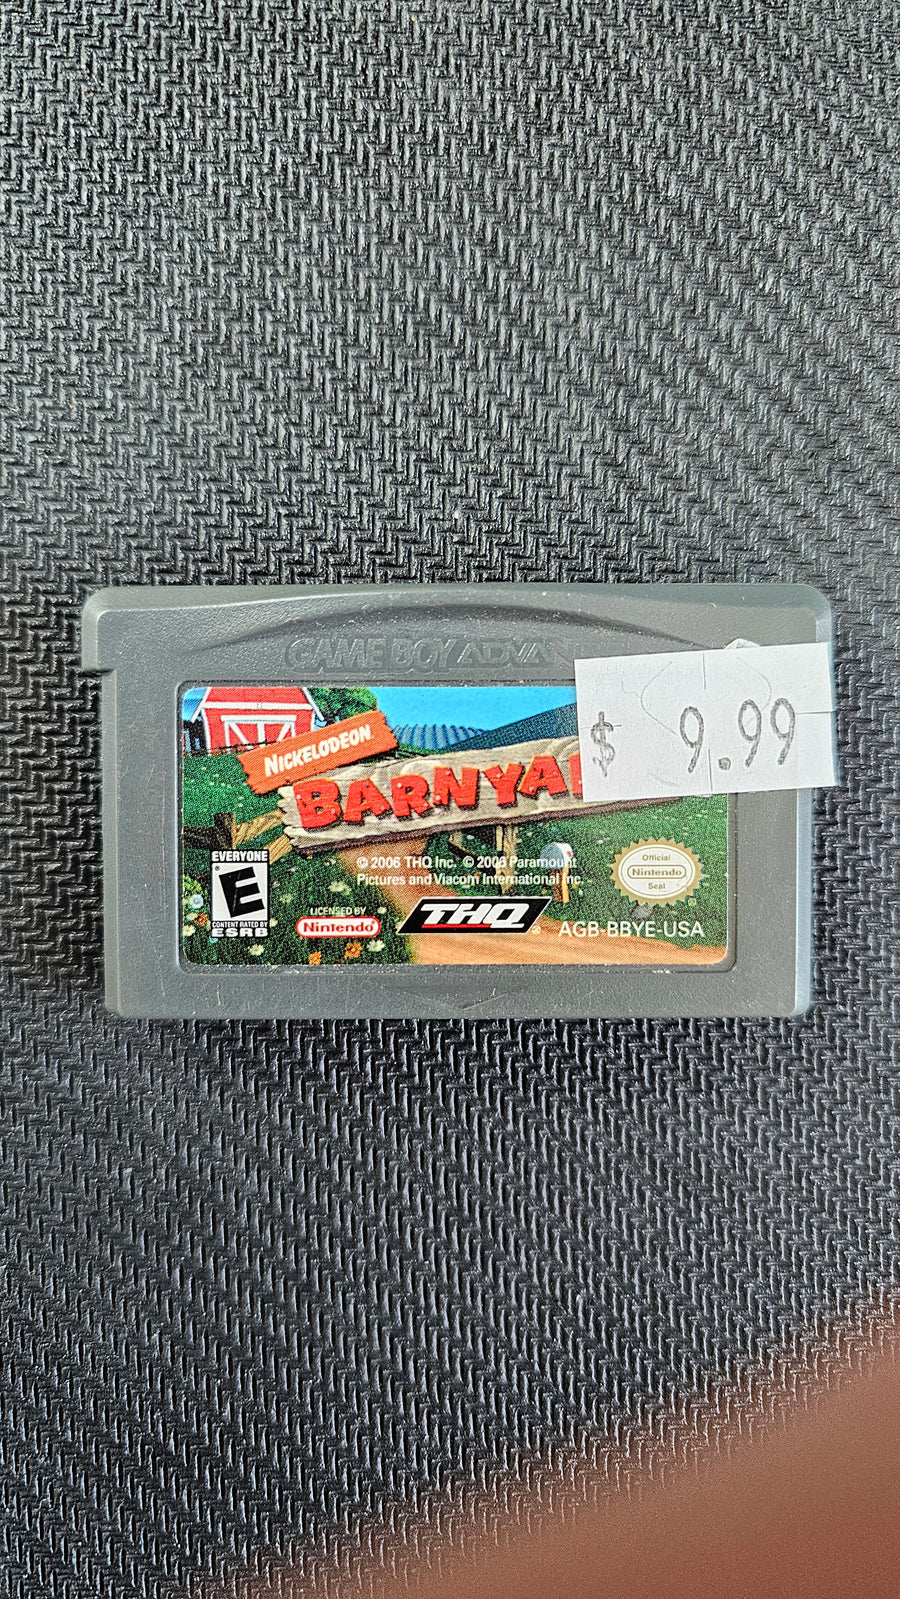 GAME BOY ADVAN
$ 9.99
NICKELODEON
BARNYA
© 2006 THQ Inc. © 2006 Paramount
Pictures and Viacom International Inc.
EVERYONE
E
CONTENT RATED BY
ESRB
LICENSED BY
Nintendo
THQ
Official
Nintendo
Seal
AGB-BBYE-USA